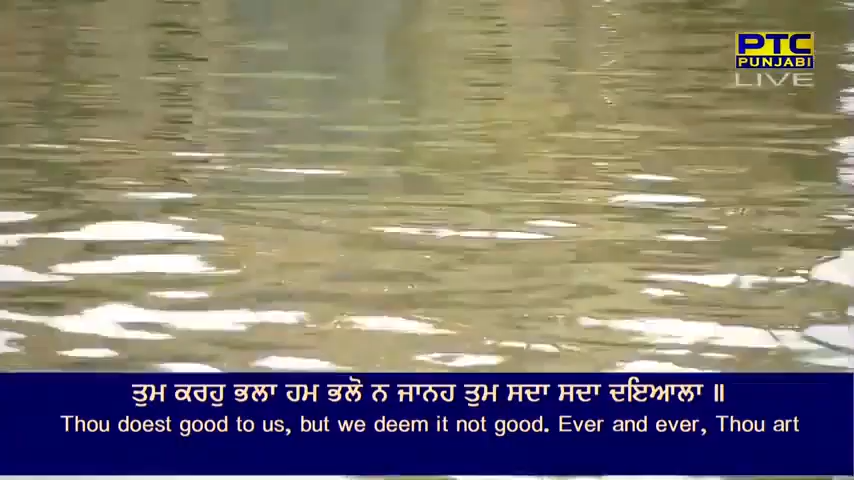 PTC
PUNJABI
LIVE
ਤੁਮ ਕਰਹੁ ਭਲਾ ਹਮ ਭਲੋ ਨ ਜਾਨਹ ਤੁਮ ਸਦਾ ਸਦਾ ਦਇਆਲਾ ॥
Thou doest good to us, but we deem it not good. Ever and ever, Thou art